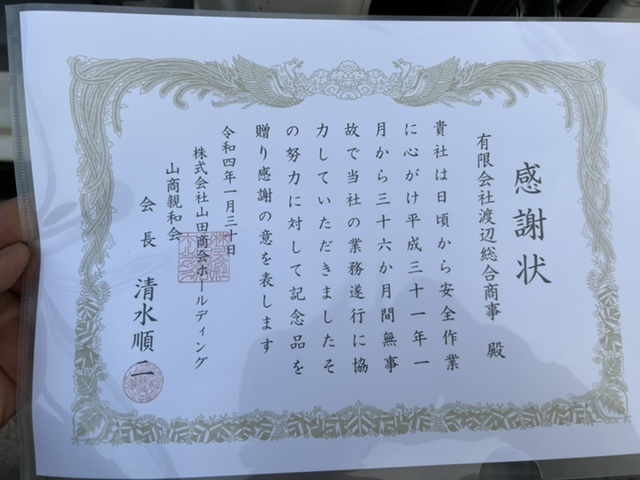 感謝状
有限会社渡辺総合商事 殿
貴社は日頃から安全作業
に心がけ平成三十一年一
月から三十六か月間無事
故で当社の業務遂行に協
力していただきましたそ
の努力に対して記念品を
贈り感謝の意を表します
令和四年一月三十日
株式会社山田商会ホールディング
山商親和会
会長 清水順二